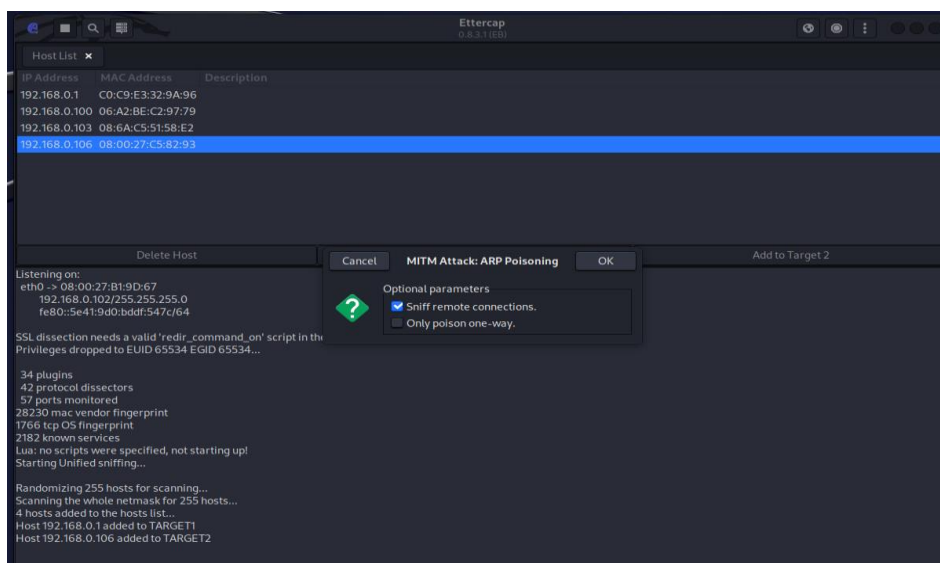 Ettercap
0.8.3.1 (EB)
Host List ×
IP Address MAC Address Description
192.168.0.1 C0:C9:E3:32:9A:96
192.168.0.100 06:A2:BE:C2:97:79
192.168.0.103 08:6A:C5:51:58:E2
192.168.0.106 08:00:27:C5:82:93
Delete Host
Add to Target 2
Cancel
MITM Attack: ARP Poisoning
OK
Optional parameters
Sniff remote connections.
Only poison one-way.
Listening on:
eth0 -> 08:00:27:B1:9D:67
192.168.0.102/255.255.255.0
fe80::5e41:9d0:bddf:547c/64
SSL dissection needs a valid 'redir_command_on' script in the
Privileges dropped to EUID 65534 EGID 65534...
34 plugins
42 protocol dissectors
57 ports monitored
28230 mac vendor fingerprint
1766 tcp OS fingerprint
2182 known services
Lua: no scripts were specified, not starting up!
Starting Unified sniffing...
Randomizing 255 hosts for scanning...
Scanning the whole netmask for 255 hosts...
4 hosts added to the hosts list...
Host 192.168.0.1 added to TARGET1
Host 192.168.0.106 added to TARGET2